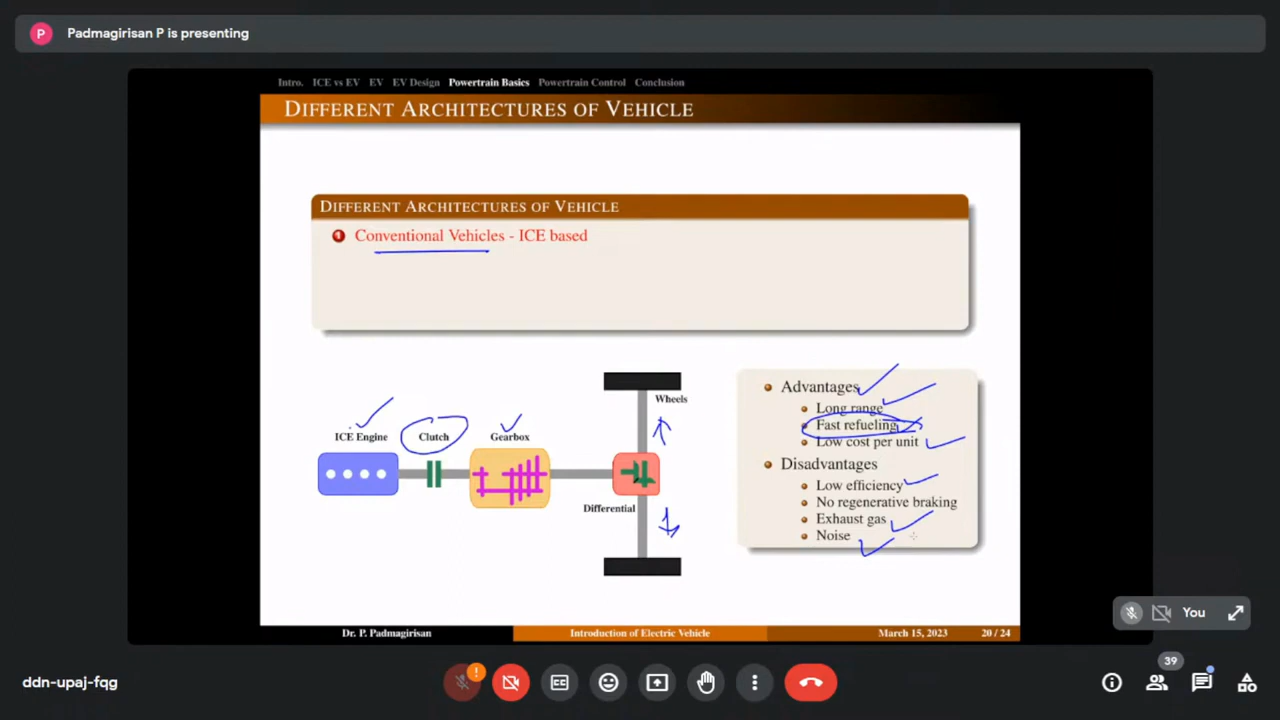 P Padmagirisan P is presenting
Intro. ICE vs EV EV EV Design Powertrain Basics Powertrain Control Conclusion
DIFFERENT ARCHITECTURES OF VEHICLE
DIFFERENT ARCHITECTURES OF VEHICLE
1 Conventional Vehicles - ICE based
Wheels
ICE Engine
Clutch
Gearbox
Differential
Advantages
Long range
Fast refueling
Low cost per unit
Disadvantages
Low efficiency
No regenerative braking
Exhaust gas
Noise
You
Dr. P. Padmagirisan Introduction of Electric Vehicle March 15, 2023 20 / 24
39
ddn-upaj-fqg